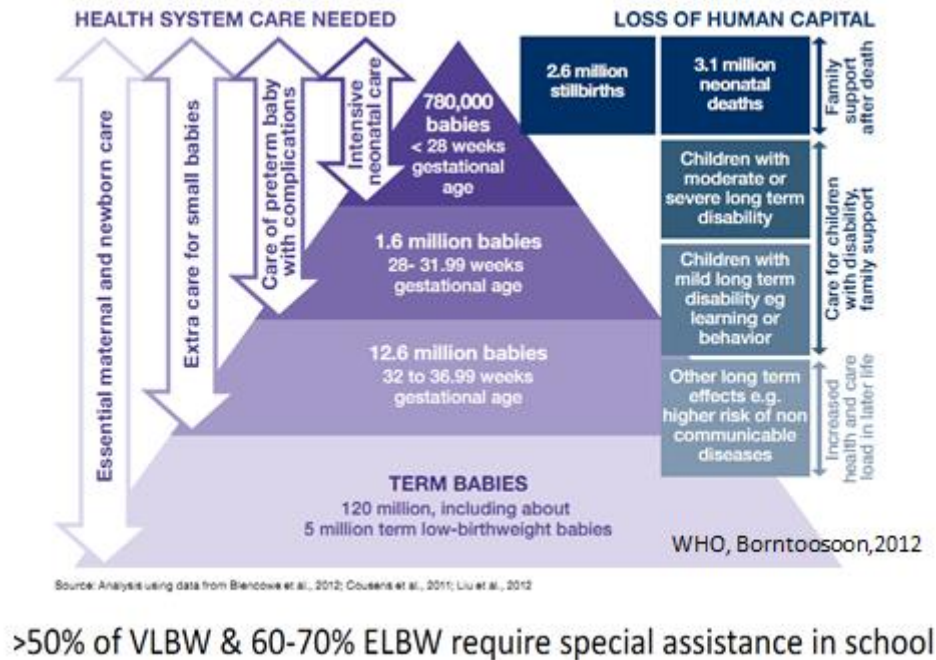 HEALTH SYSTEM CARE NEEDED
LOSS OF HUMAN CAPITAL
Essential maternal and newborn care
Extra care for small babies
Care of preterm baby
with complications
Intensive
neonatal care
780,000
babies
< 28 weeks
gestational
age
1.6 million babies
28- 31.99 weeks
gestational age
12.6 million babies
32 to 36.99 weeks
gestational age
TERM BABIES
120 million, including about
5 million term low-birthweight babies
2.6 million
stillbirths
3.1 million
neonatal
deaths
Family
support
after death
Children with
moderate or
severe long term
disability
Children with
mild long term
disability eg
learning or
behavior
Care for children
with disability,
family support
Other long term
effects e.g.
higher risk of non
communicable
diseases
Increased
health and care
load in later life
WHO, Borntoosoon,2012
Source: Analysis using data from Blencowe et al., 2012; Cousens et al., 2011; Liu et al., 2012
>50% of VLBW & 60-70% ELBW require special assistance in school